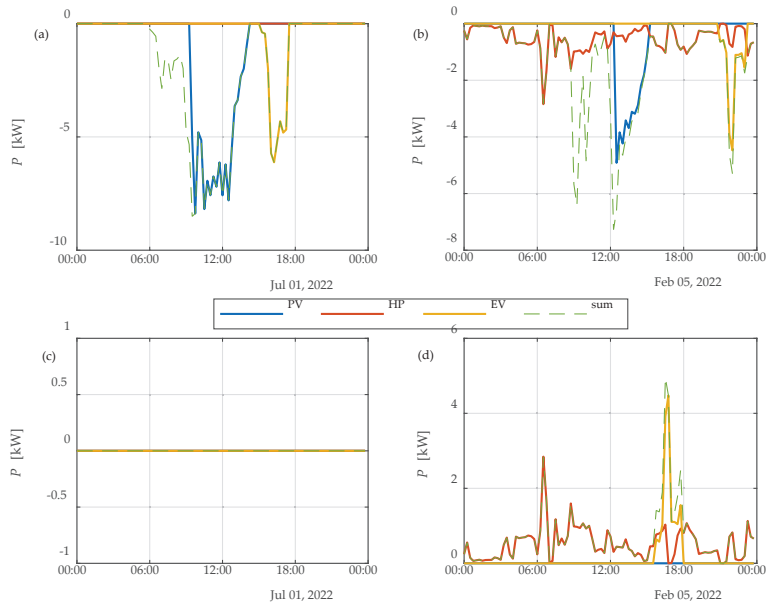 0
(a)
-5
P [kW]
-10
00:00 06:00 12:00 18:00 00:00
Jul 01, 2022
0
(b)
-2
-4
P [kW]
-6
-8
00:00 06:00 12:00 18:00 00:00
Feb 05, 2022
PV HP EV sum
1
(c)
0.5
0
P [kW]
-0.5
-1
00:00 06:00 12:00 18:00 00:00
Jul 01, 2022
6
(d)
4
P [kW]
2
0
00:00 06:00 12:00 18:00 00:00
Feb 05, 2022